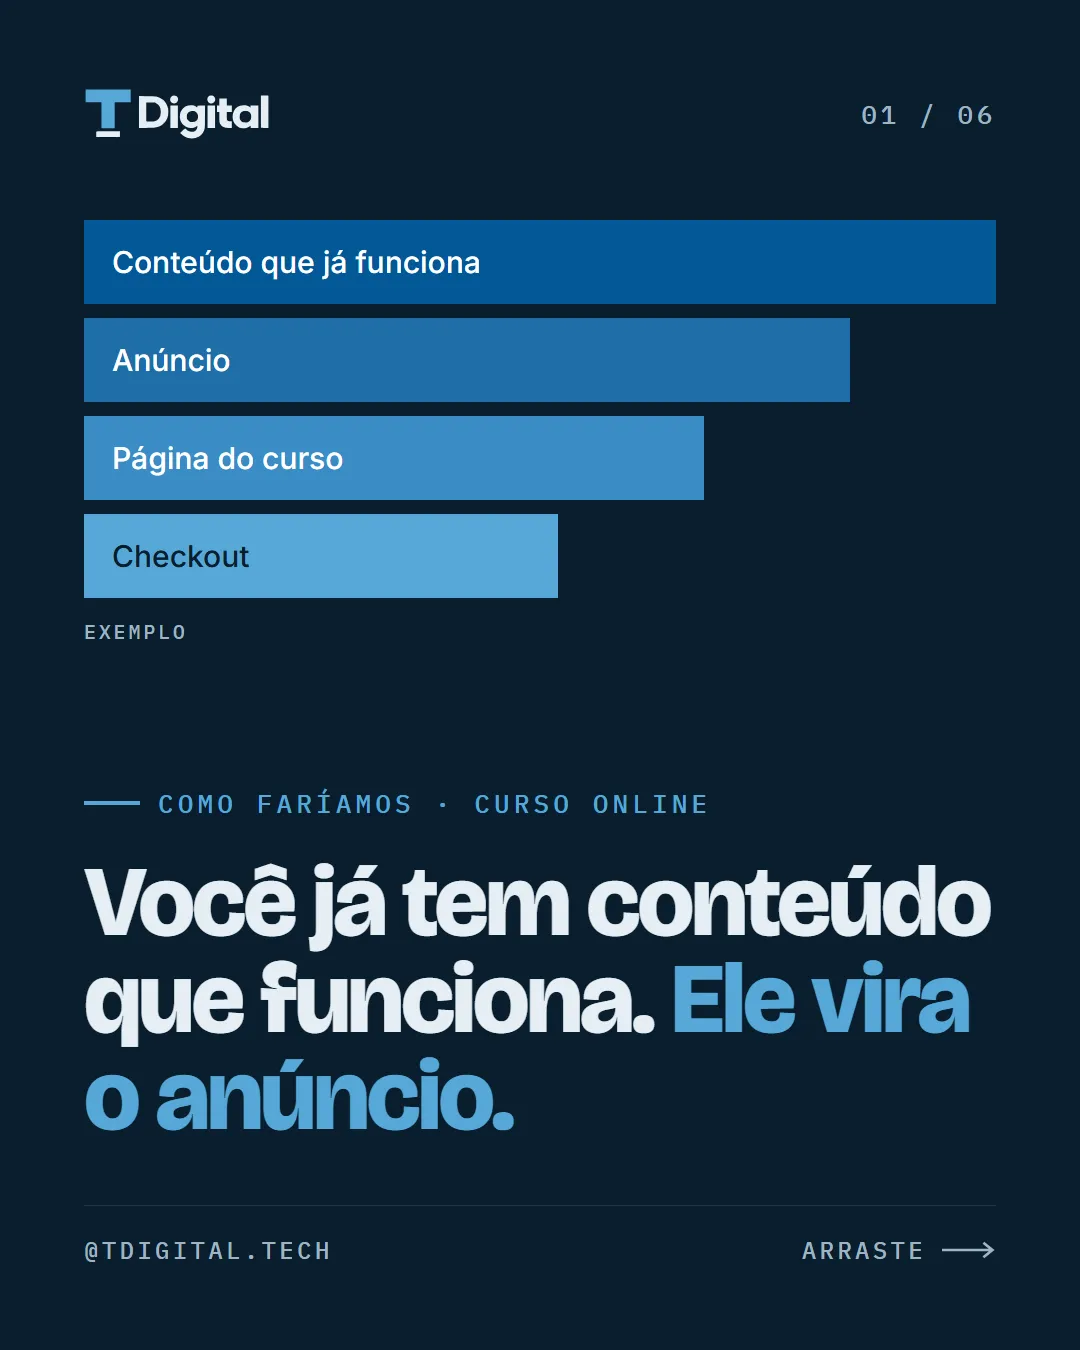 TDigital
01 / 06
Conteúdo que já funciona
Anúncio
Página do curso
Checkout
EXEMPLO
COMO FARÍAMOS · CURSO ONLINE
Você já tem conteúdo
que funciona. Ele vira
o anúncio.
@TDIGITAL.TECH
ARRASTE